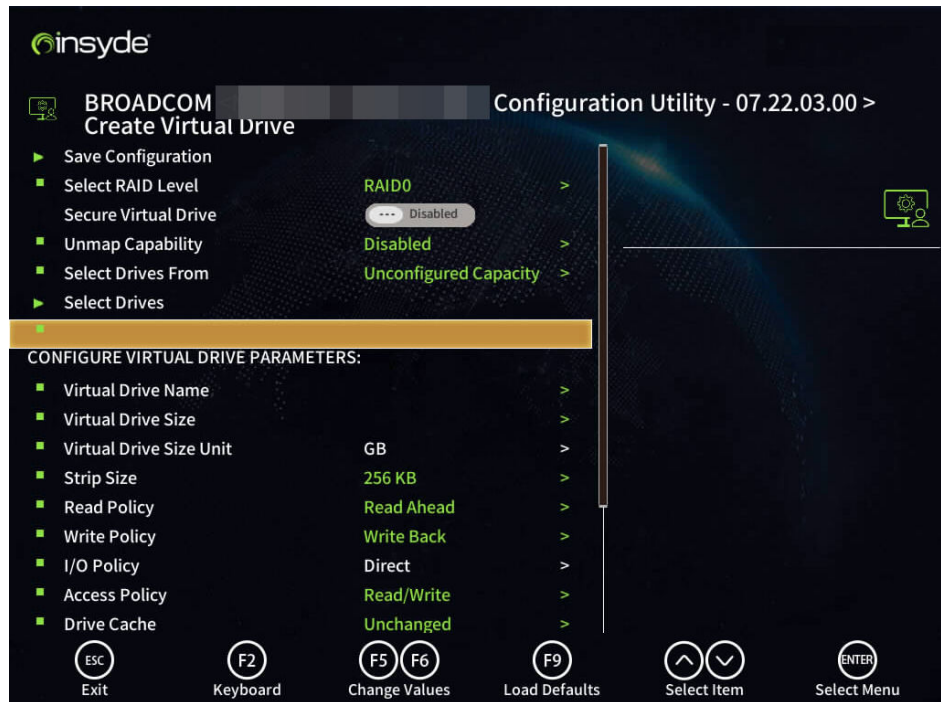 insyde
BROADCOM Configuration Utility - 07.22.03.00 >
Create Virtual Drive
Save Configuration
Select RAID Level RAID0 >
Secure Virtual Drive Disabled
Unmap Capability Disabled >
Select Drives From Unconfigured Capacity >
Select Drives
CONFIGURE VIRTUAL DRIVE PARAMETERS:
Virtual Drive Name >
Virtual Drive Size >
Virtual Drive Size Unit GB >
Strip Size 256 KB >
Read Policy Read Ahead >
Write Policy Write Back >
I/O Policy Direct >
Access Policy Read/Write >
Drive Cache Unchanged >
ESC F2 F5 F6 F9 ENTER
Exit Keyboard Change Values Load Defaults Select Item Select Menu